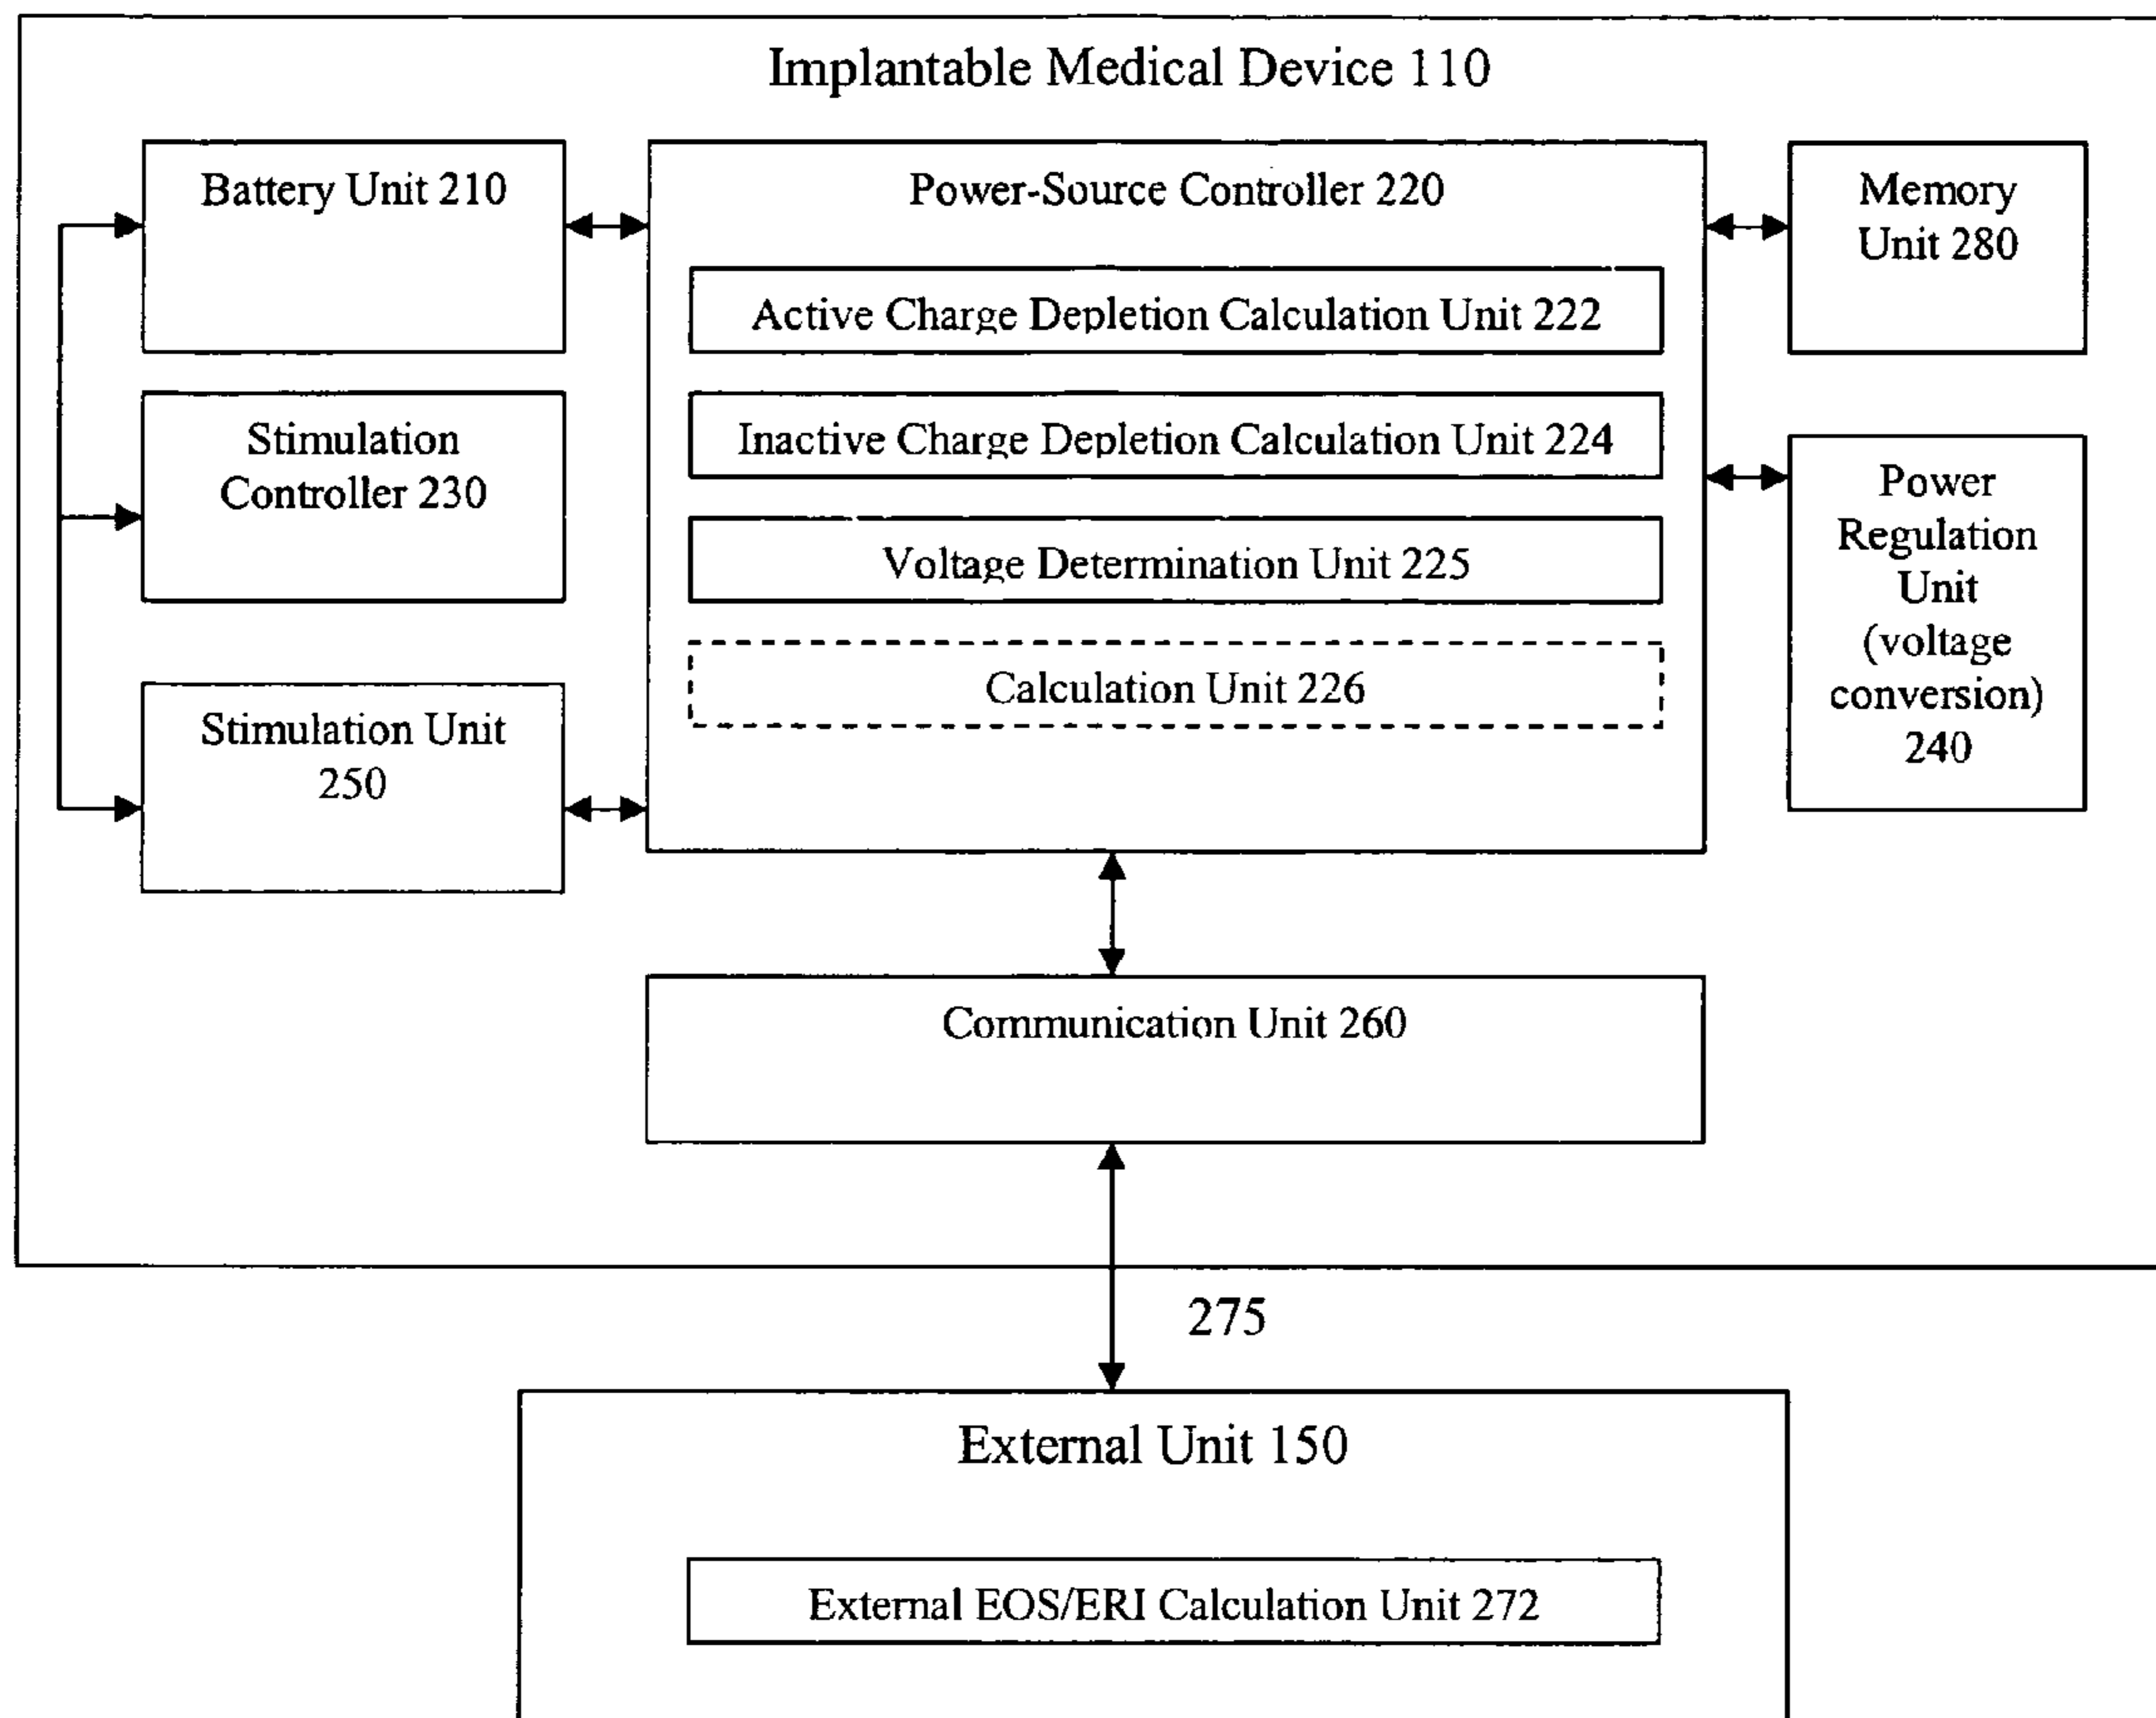 Implantable Medical Device 110
Battery Unit 210
Power-Source Controller 220
Memory
Unit 280
Active Charge Depletion Calculation Unit 222
Stimulation
Controller 230
Inactive Charge Depletion Calculation Unit 224
Power
Regulation
Unit
(voltage
conversion)
240
Voltage Determination Unit 225
Calculation Unit 226
Stimulation Unit
250
Communication Unit 260
275
External Unit 150
External EOS/ERI Calculation Unit 272